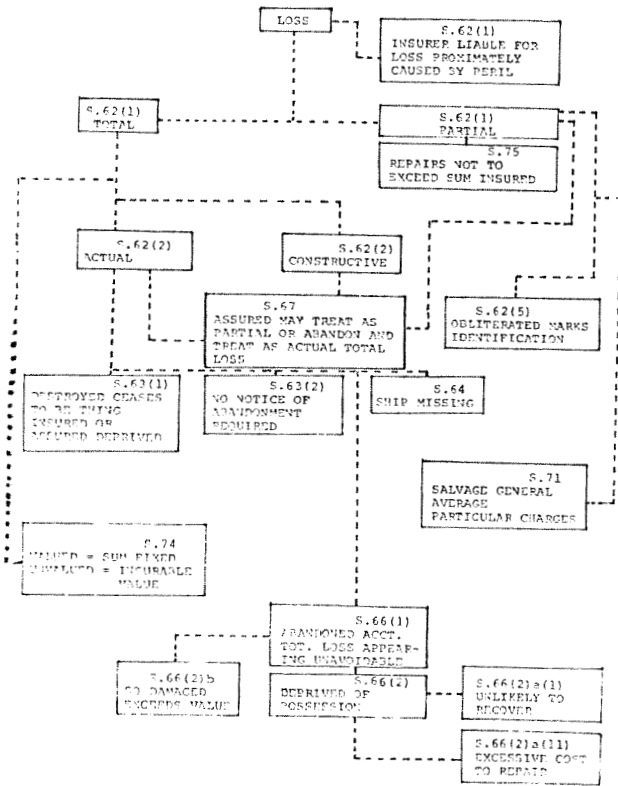 LOSS
S.62(1)
INSURER LIABLE FOR
LOSS PROXIMATELY
CAUSED BY PERIL
S.62(1)
TOTAL
S.62(1)
PARTIAL
S.75
REPAIRS NOT TO
EXCEED SUM INSURED
S.62(2)
ACTUAL
S.62(2)
CONSTRUCTIVE
S.67
ASSURED MAY TREAT AS
PARTIAL OR ABANDON AND
TREAT AS ACTUAL TOTAL
LOSS
S.62(5)
OBLITERATED MARKS
IDENTIFICATION
S.63(1)
DESTROYED CEASES
TO BE THING
INSURED OR
ASSURED DEPRIVED
S.63(2)
NO NOTICE OF
ABANDONMENT
REQUIRED
S.64
SHIP MISSING
S.71
SALVAGE GENERAL
AVERAGE
PARTICULAR CHARGES
S.74
VALUED = SUM FIXED
UNVALUED = INSURABLE
VALUE
S.66(1)
ABANDONED ACCT.
TOT. LOSS APPEAR-
ING UNAVOIDABLE
S.66(2)b
SO DAMAGED
EXCEEDS VALUE
S.66(2)
DEPRIVED OF
POSSESSION
S.66(2)a(1)
UNLIKELY TO
RECOVER
S.66(2)a(11)
EXCESSIVE COST
TO REPAIR